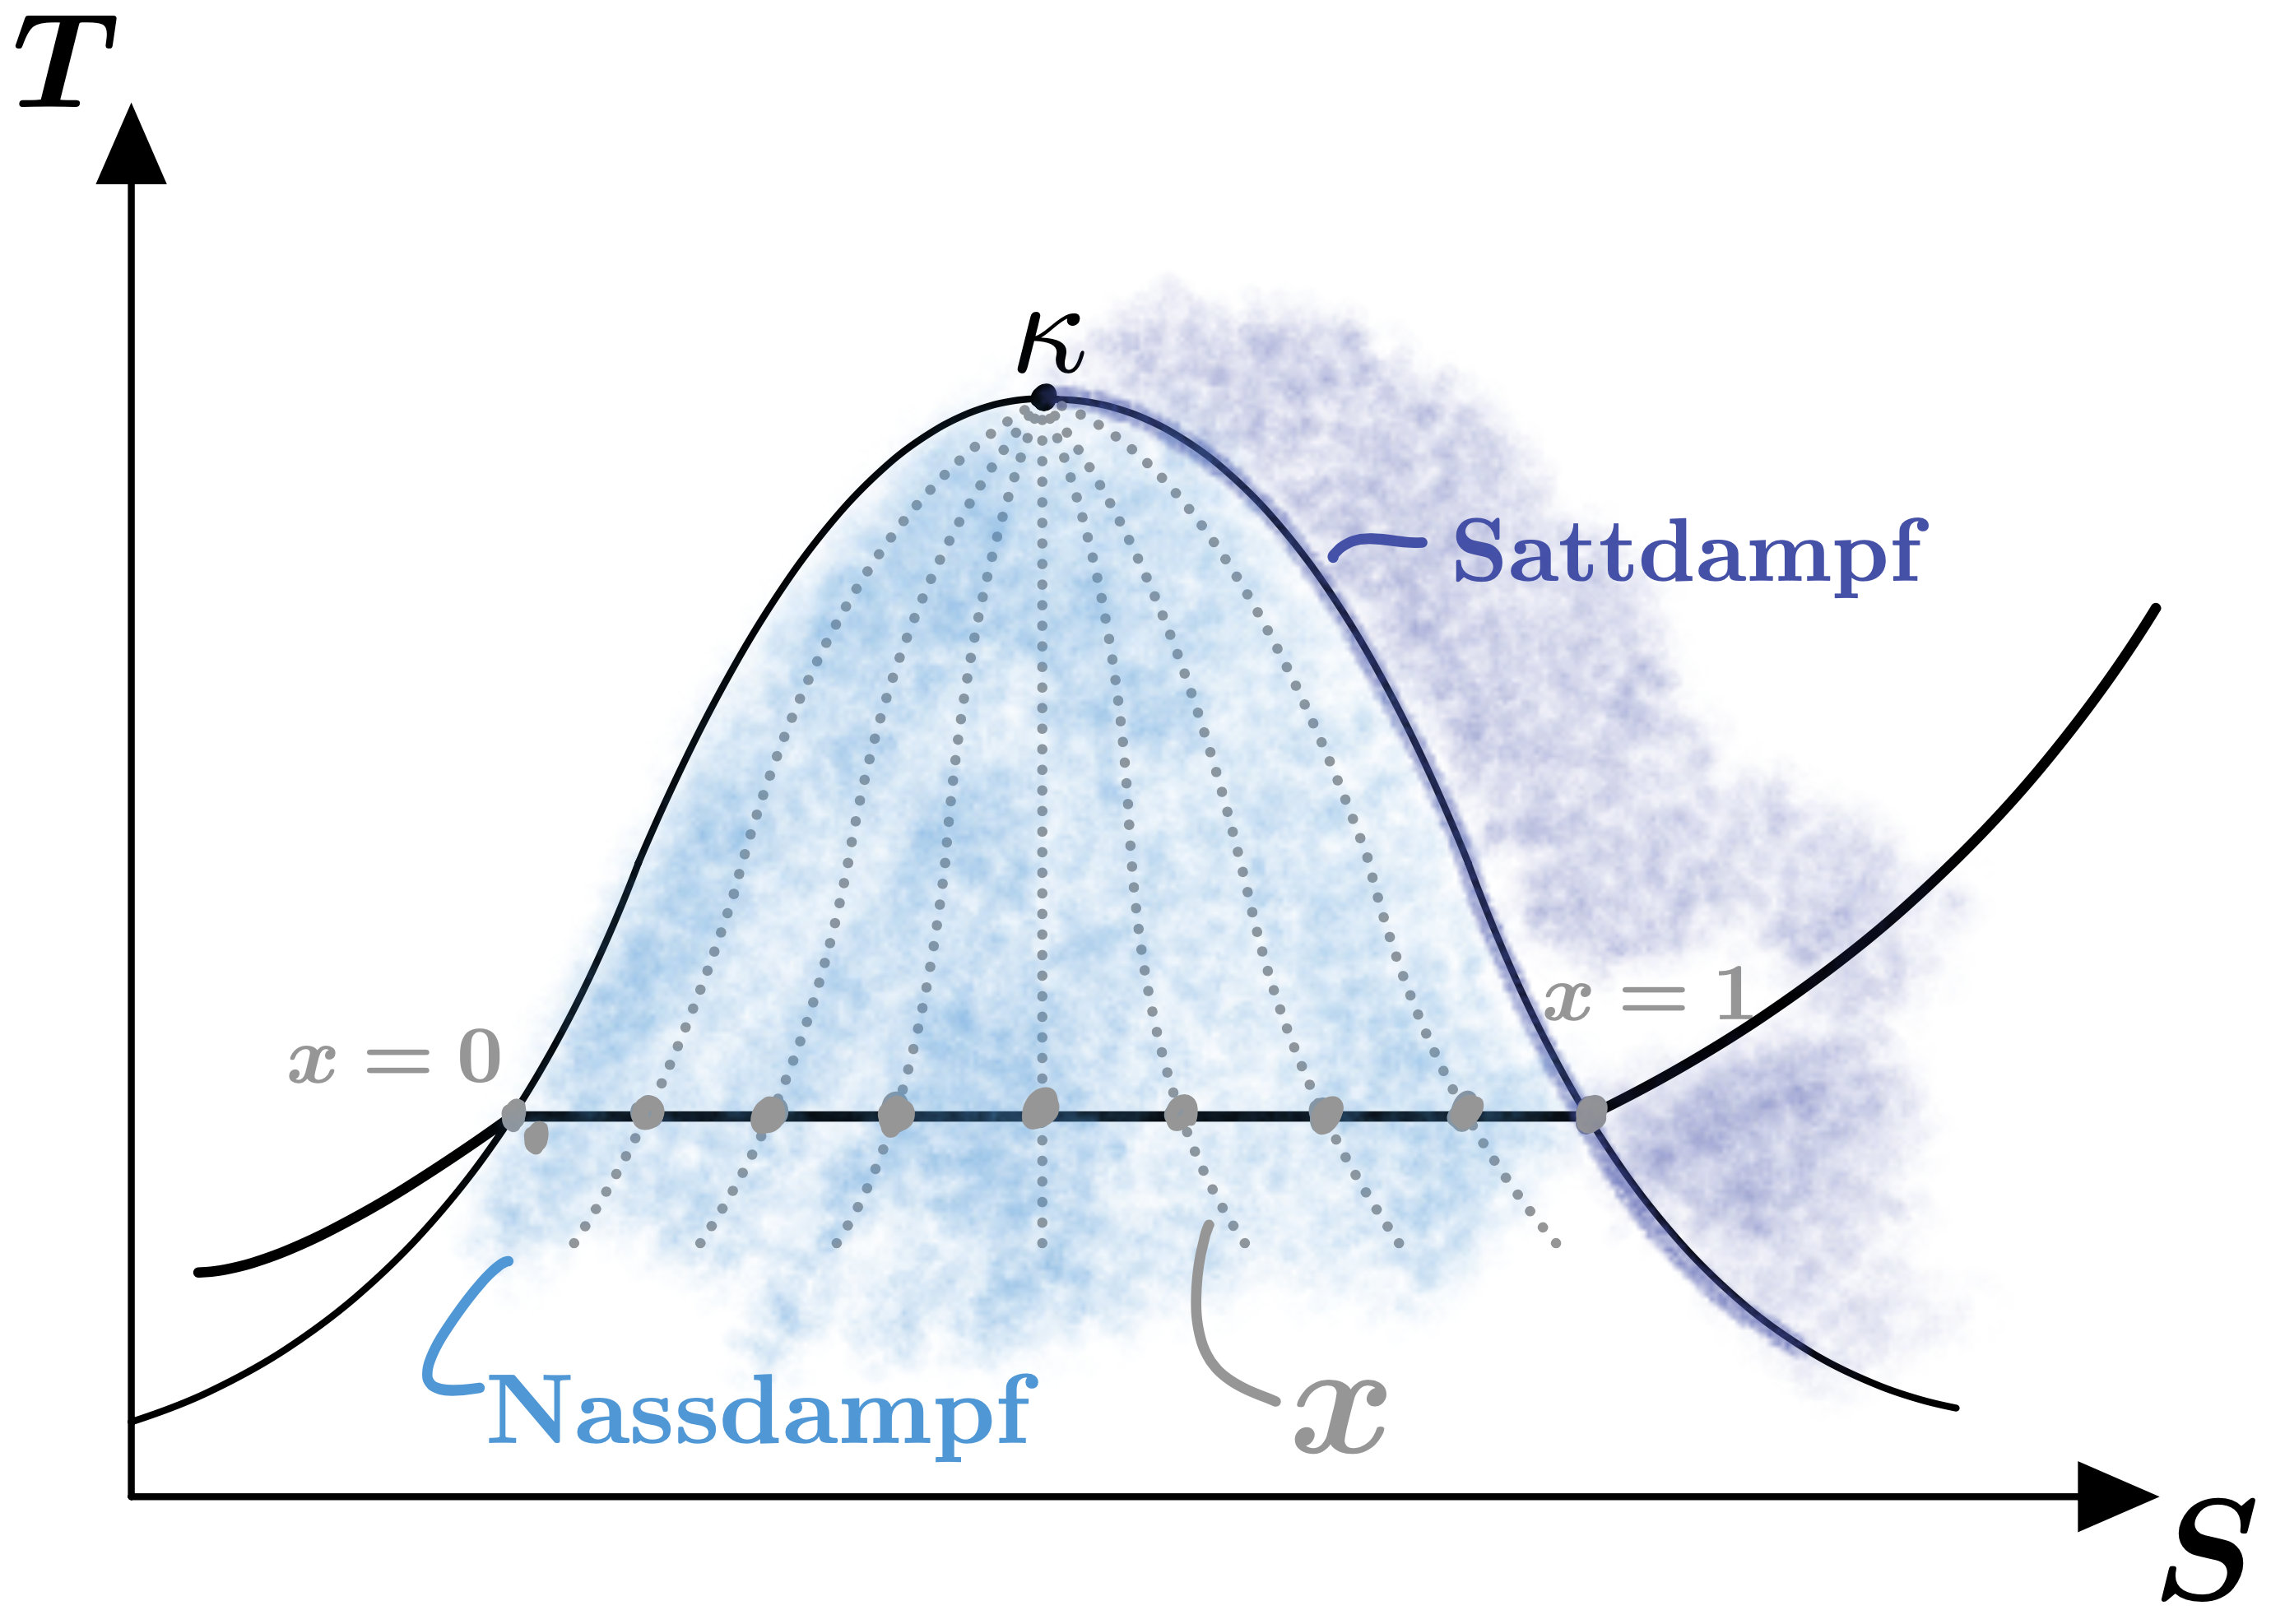 T
κ
Sattdampf
x = 1
x = 0
Nassdampf
x
S